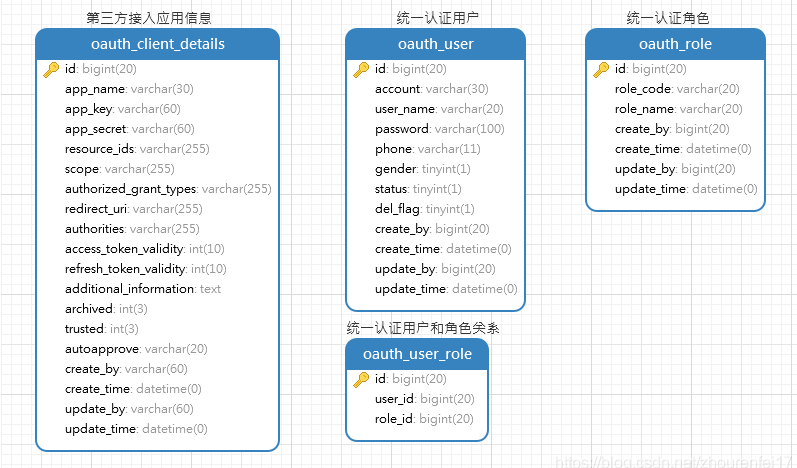 第三方接入应用信息
oauth_client_details
id: bigint(20)
app_name: varchar(30)
app_key: varchar(60)
app_secret: varchar(60)
resource_ids: varchar(255)
scope: varchar(255)
authorized_grant_types: varchar(255)
redirect_uri: varchar(255)
authorities: varchar(255)
access_token_validity: int(10)
refresh_token_validity: int(10)
additional_information: text
archived: int(3)
trusted: int(3)
autoapprove: varchar(20)
create_by: varchar(60)
create_time: datetime(0)
update_by: varchar(60)
update_time: datetime(0)
统一认证用户
oauth_user
id: bigint(20)
account: varchar(30)
user_name: varchar(20)
password: varchar(100)
phone: varchar(11)
gender: tinyint(1)
status: tinyint(1)
del_flag: tinyint(1)
create_by: bigint(20)
create_time: datetime(0)
update_by: bigint(20)
update_time: datetime(0)
统一认证角色
oauth_role
id: bigint(20)
role_code: varchar(20)
role_name: varchar(20)
create_by: bigint(20)
create_time: datetime(0)
update_by: bigint(20)
update_time: datetime(0)
统一认证用户和角色关系
oauth_user_role
id: bigint(20)
user_id: bigint(20)
role_id: bigint(20)
https://blog.csdn.net/zhourenfei17